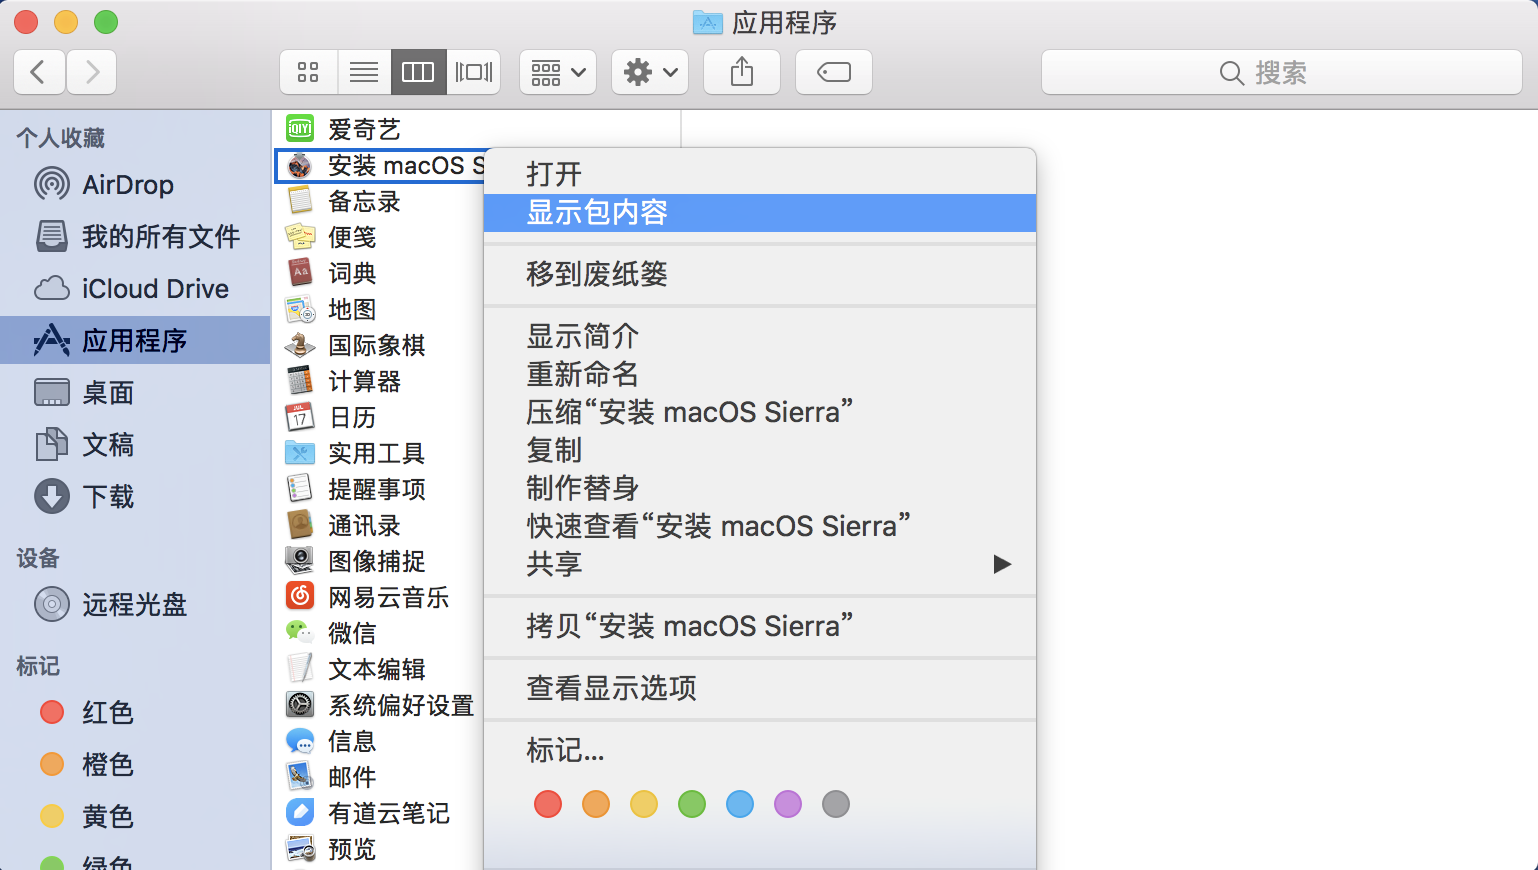 应用程序
搜索
个人收藏
AirDrop
我的所有文件
iCloud Drive
应用程序
桌面
文稿
下载
设备
远程光盘
标记
红色
橙色
黄色
绿色
iQIYI
爱奇艺
安装 macOS S
备忘录
便笺
Aa
词典
地图
国际象棋
计算器
JUL
17
日历
实用工具
提醒事项
通讯录
图像捕捉
网易云音乐
微信
文本编辑
系统偏好设置
信息
邮件
有道云笔记
预览
打开
显示包内容
移到废纸篓
显示简介
重新命名
压缩“安装 macOS Sierra”
复制
制作替身
快速查看“安装 macOS Sierra”
共享
拷贝“安装 macOS Sierra”
查看显示选项
标记...